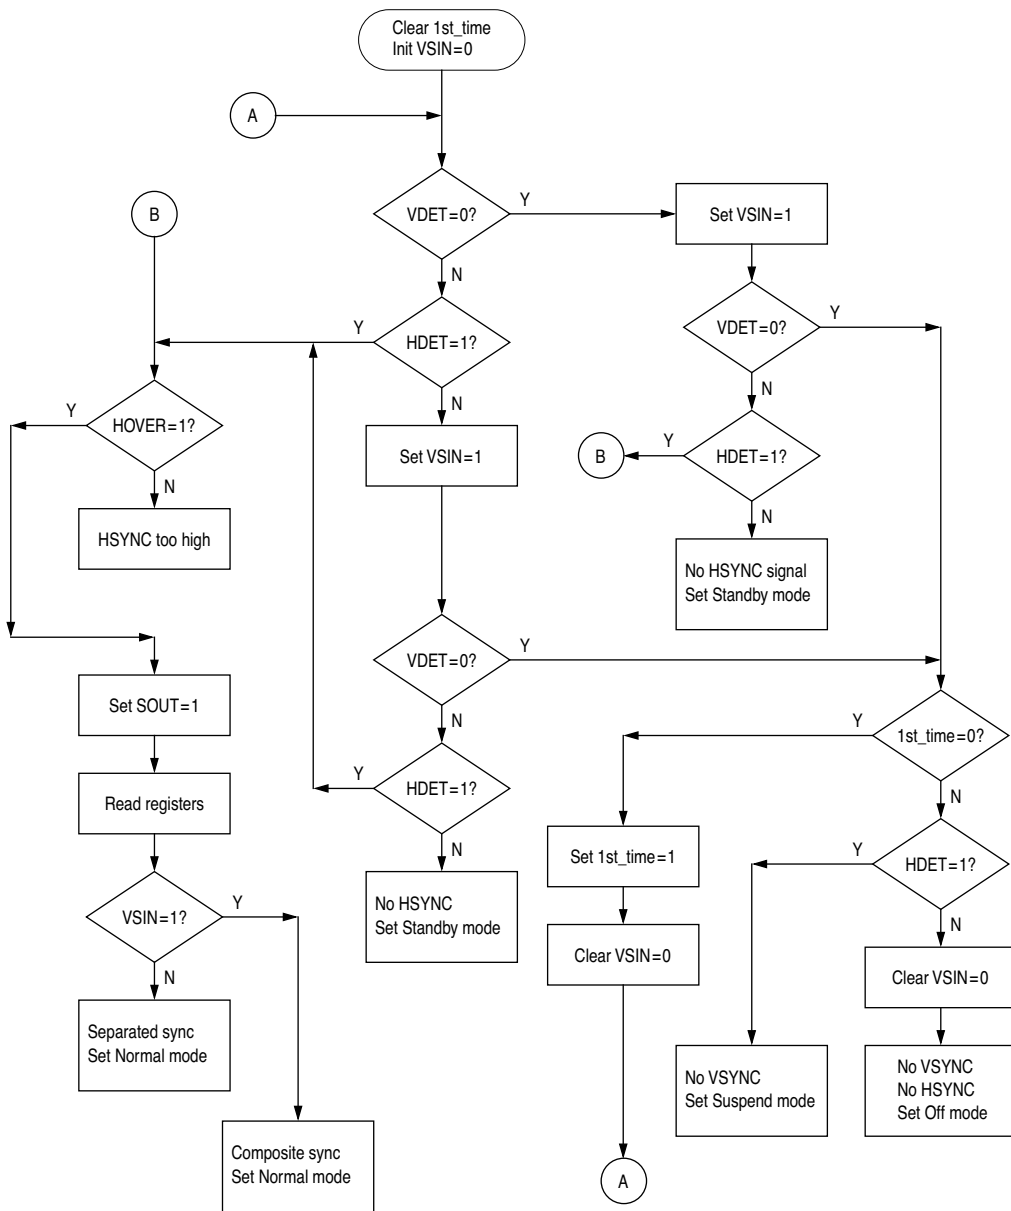 Clear 1st_time
Init VSIN=0
A
VDET=0?
Y
Set VSIN=1
B
N
VDET=0?
Y
HDET=1?
Y
N
HOVER=1?
Y
N
Set VSIN=1
HDET=1?
Y
B
N
HSYNC too high
No HSYNC signal
Set Standby mode
VDET=0?
Y
N
Set SOUT=1
1st_time=0?
Y
N
HDET=1?
Y
N
Read registers
Set 1st_time=1
HDET=1?
Y
N
VSIN=1?
Y
N
No HSYNC
Set Standby mode
Clear VSIN=0
Clear VSIN=0
Separated sync
Set Normal mode
No VSYNC
Set Suspend mode
No VSYNC
No HSYNC
Set Off mode
Composite sync
Set Normal mode
A